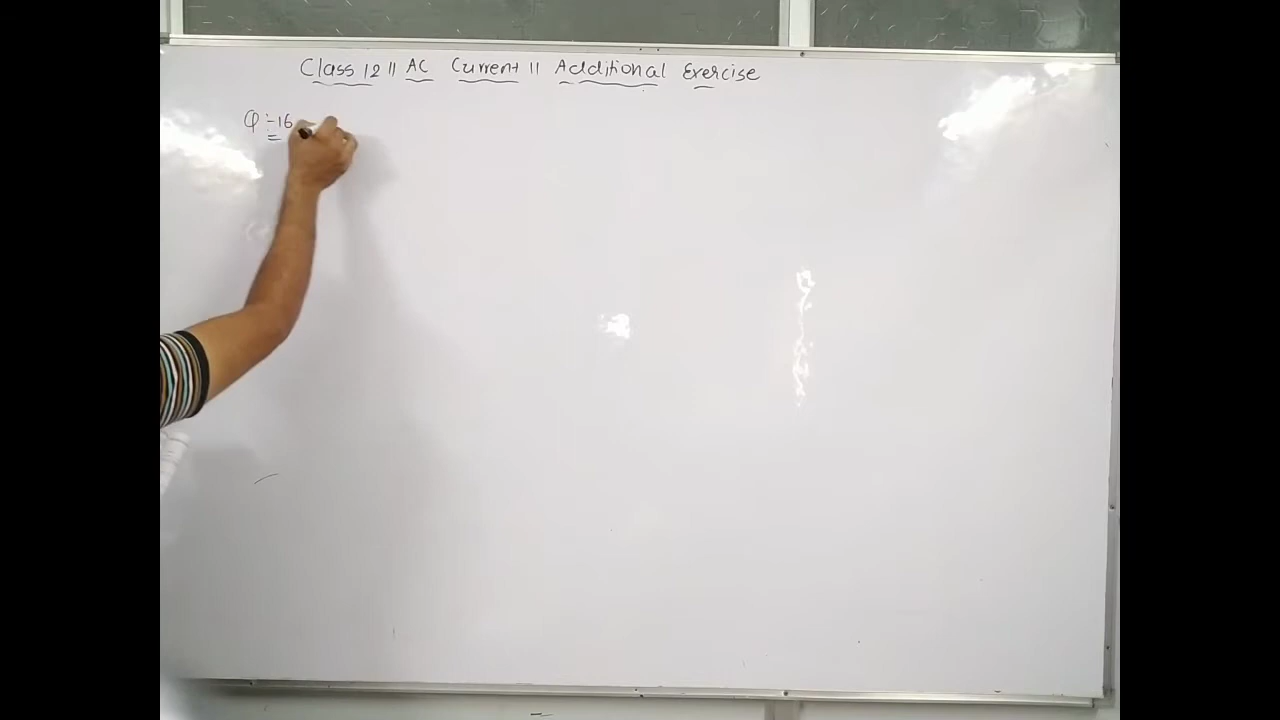 Class 12 || AC Current || Additional Exercise
Q :- 16